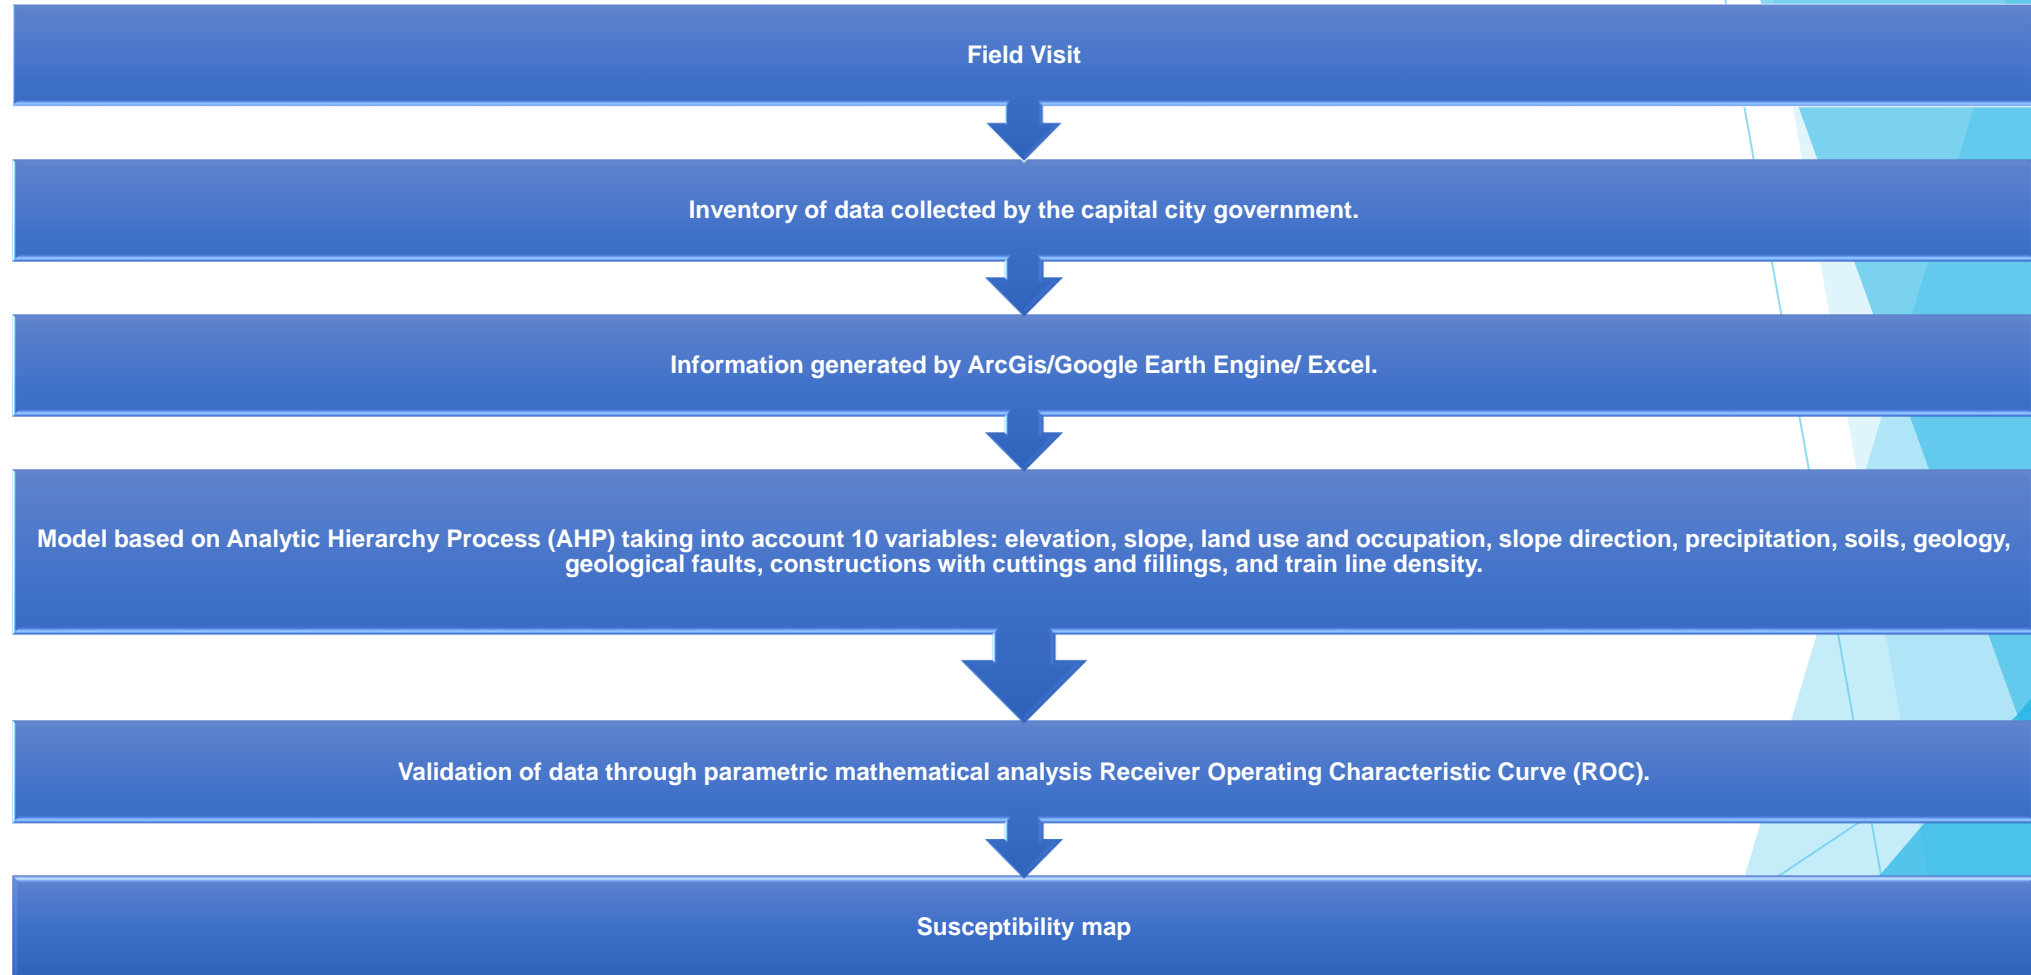 Field Visit
Inventory of data collected by the capital city government.
Information generated by ArcGis/Google Earth Engine/ Excel.
Model based on Analytic Hierarchy Process (AHP) taking into account 10 variables: elevation, slope, land use and occupation, slope direction, precipitation, soils, geology,
geological faults, constructions with cuttings and fillings, and train line density.
Validation of data through parametric mathematical analysis Receiver Operating Characteristic Curve (ROC).
Susceptibility map